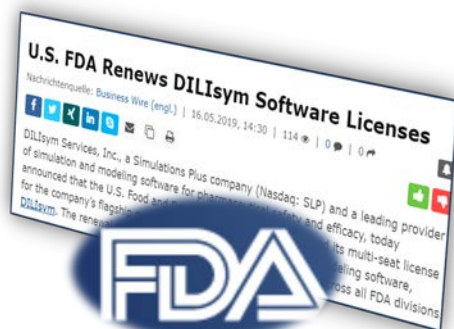 U.S. FDA Renews DILIsym Software Licenses
Nachrichtenquelle: Business Wire (engl.) | 16.05.2019, 14:30 | 114 | 0 | 0
DILIsym Services, Inc., a Simulations Plus company (Nasdaq: SLP) and a leading provider
of simulation and modeling software for pharmaceutical safety and efficacy, today
announced that the U.S. Food and its multi-seat license
for the company's flagship modeling software,
DILIsym. The renewal across all FDA divisions
FDA